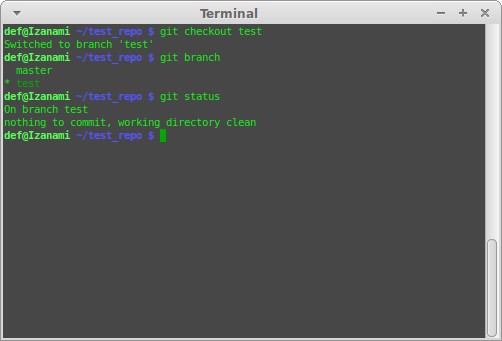 Terminal
def@Izanami ~/test_repo $ git checkout test
Switched to branch 'test'
def@Izanami ~/test_repo $ git branch
  master
* test
def@Izanami ~/test_repo $ git status
On branch test
nothing to commit, working directory clean
def@Izanami ~/test_repo $